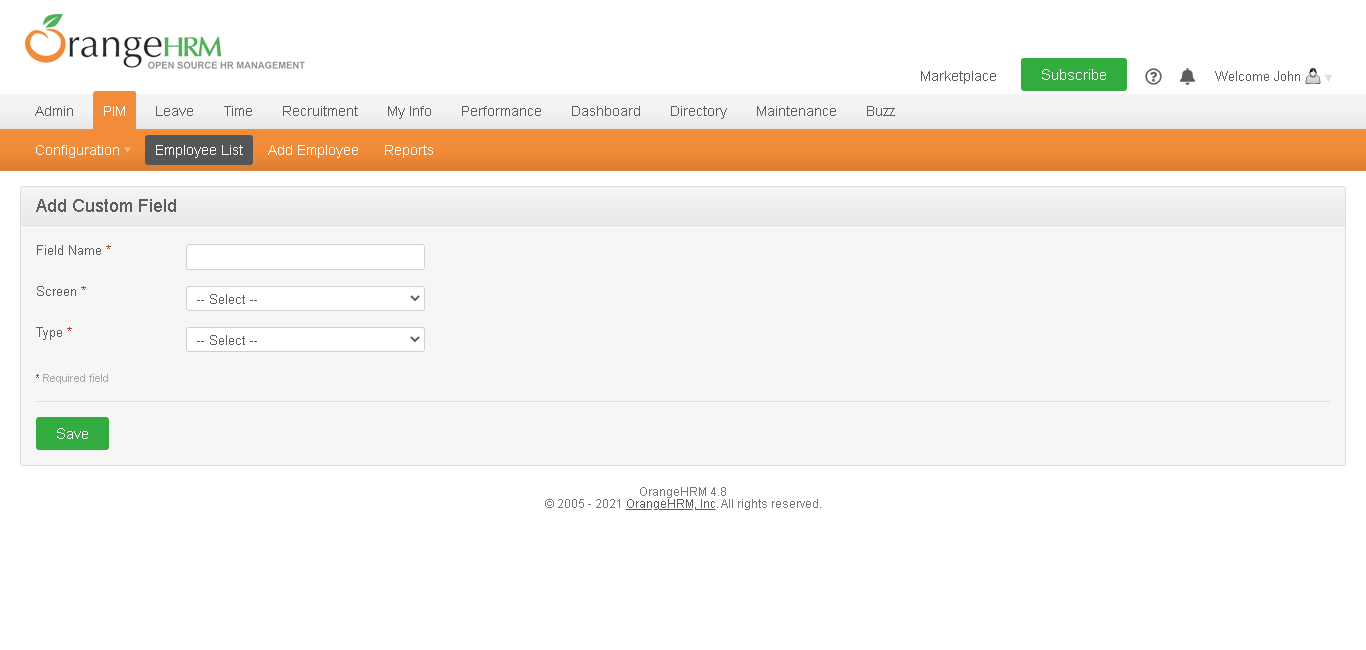 OrangeHRM
OPEN SOURCE HR MANAGEMENT
Marketplace Subscribe Welcome John
Admin PIM Leave Time Recruitment My Info Performance Dashboard Directory Maintenance Buzz
Configuration Employee List Add Employee Reports
Add Custom Field
Field Name *
Screen * -- Select --
Type * -- Select --
* Required field
Save
OrangeHRM 4.8
© 2005 - 2021 OrangeHRM, Inc. All rights reserved.